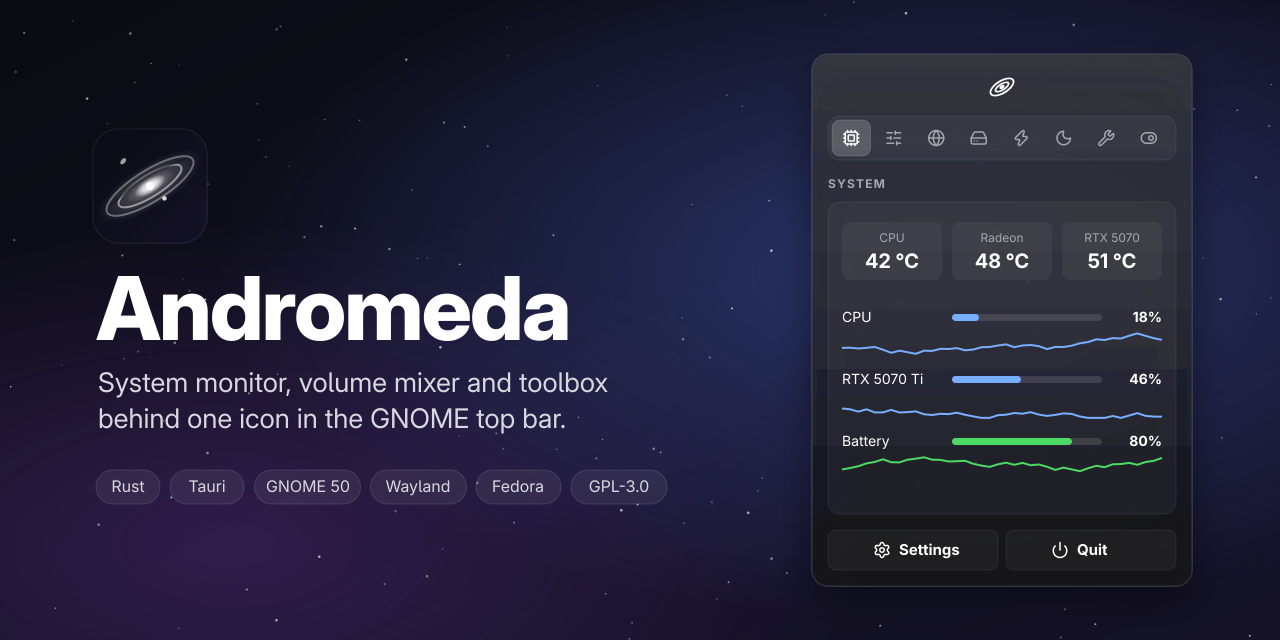 Andromeda
System monitor, volume mixer and toolbox
behind one icon in the GNOME top bar.
Rust Tauri GNOME 50 Wayland Fedora GPL-3.0
SYSTEM
CPU Radeon RTX 5070
42 °C 48 °C 51 °C
CPU 18%
RTX 5070 Ti 46%
Battery 80%
Settings Quit